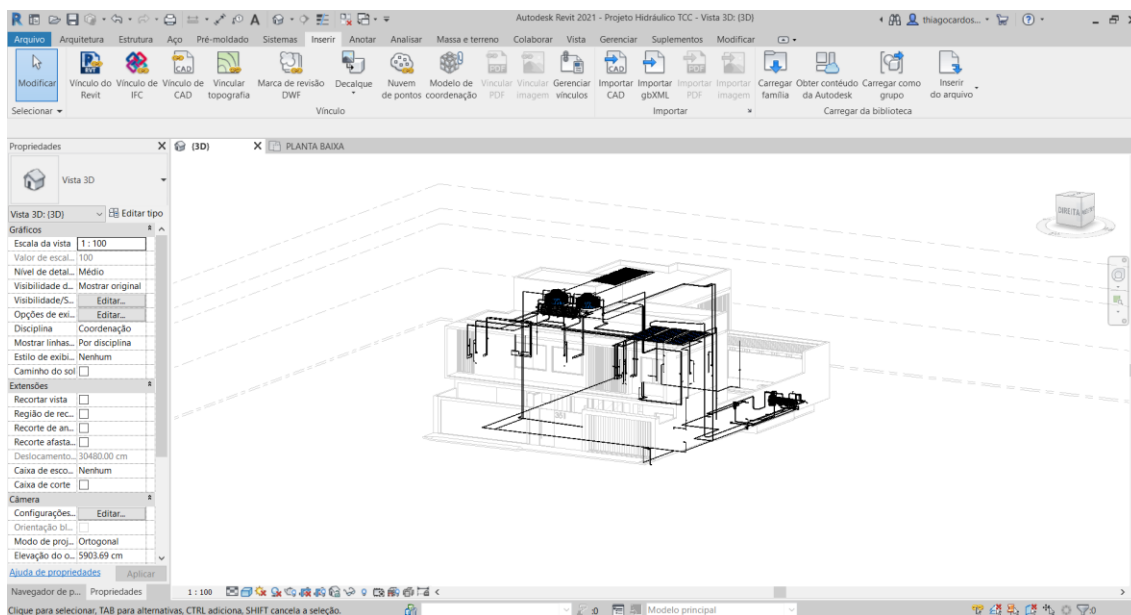 Autodesk Revit 2021 - Projeto Hidráulico TCC - Vista 3D: {3D}
thiagocardos...
Arquivo Arquitetura Estrutura Aço Pré-moldado Sistemas Inserir Anotar Analisar Massa e terreno Colaborar Vista Gerenciar Suplementos Modificar
Modificar
Vínculo do Revit
Vínculo de IFC
Vínculo de CAD
Vincular topografia
Marca de revisão DWF
Decalque
Nuvem de pontos
Modelo de coordenação
Vincular PDF
Vincular imagem
Gerenciar vínculos
Importar CAD
Importar gbXML
Importar PDF
Importar imagem
Carregar família
Obter conteúdo da Autodesk
Carregar como grupo
Inserir do arquivo
Selecionar
Vínculo
Importar
Carregar da biblioteca
Propriedades
{3D}
PLANTA BAIXA
Vista 3D
Vista 3D: {3D}
Editar tipo
Gráficos
Escala da vista 1 : 100
Valor de escal... 100
Nível de detal... Médio
Visibilidade d... Mostrar original
Visibilidade/S... Editar...
Opções de exi... Editar...
Disciplina Coordenação
Mostrar linhas... Por disciplina
Estilo de exibi... Nenhum
Caminho do sol
Extensões
Recortar vista
Região de rec...
Recorte de an...
Recorte afasta...
Deslocamento... 30480.00 cm
Caixa de esco... Nenhum
Caixa de corte
Câmera
Configurações... Editar...
Orientação bl...
Modo de proj... Ortogonal
Elevação do o... 5903.69 cm
Ajuda de propriedades
Aplicar
Navegador de p...
Propriedades
1 : 100
DIREITA
Clique para selecionar, TAB para alternativas, CTRL adiciona, SHIFT cancela a seleção.
:0
Modelo principal
:0